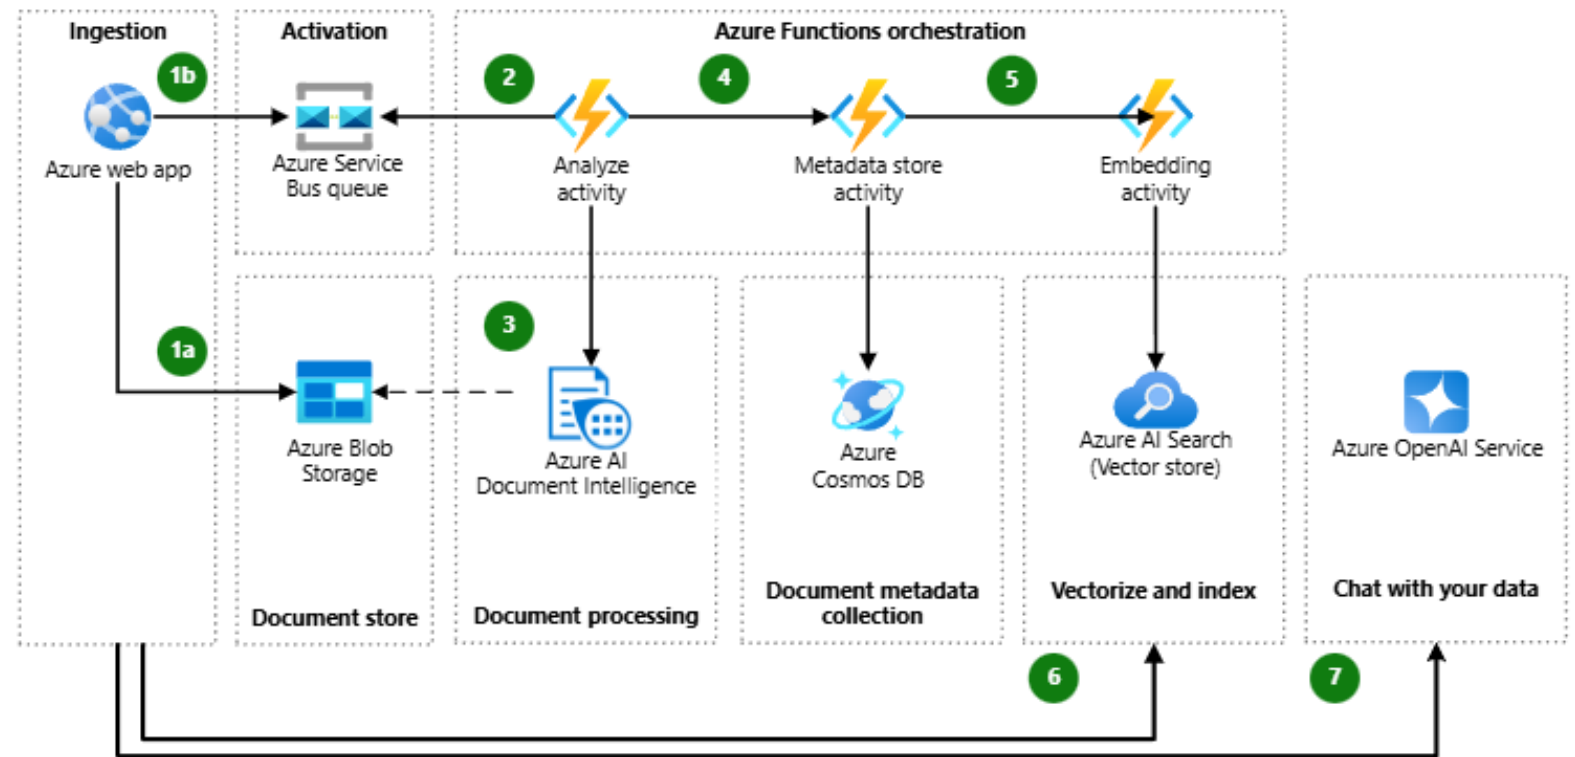 Ingestion
Activation
Azure Functions orchestration
1b
2
4
5
Azure web app
Azure Service
Bus queue
Analyze
activity
Metadata store
activity
Embedding
activity
1a
3
Azure Blob
Storage
Azure AI
Document Intelligence
Azure
Cosmos DB
Azure AI Search
(Vector store)
Azure OpenAI Service
Document store
Document processing
Document metadata
collection
Vectorize and index
Chat with your data
6
7